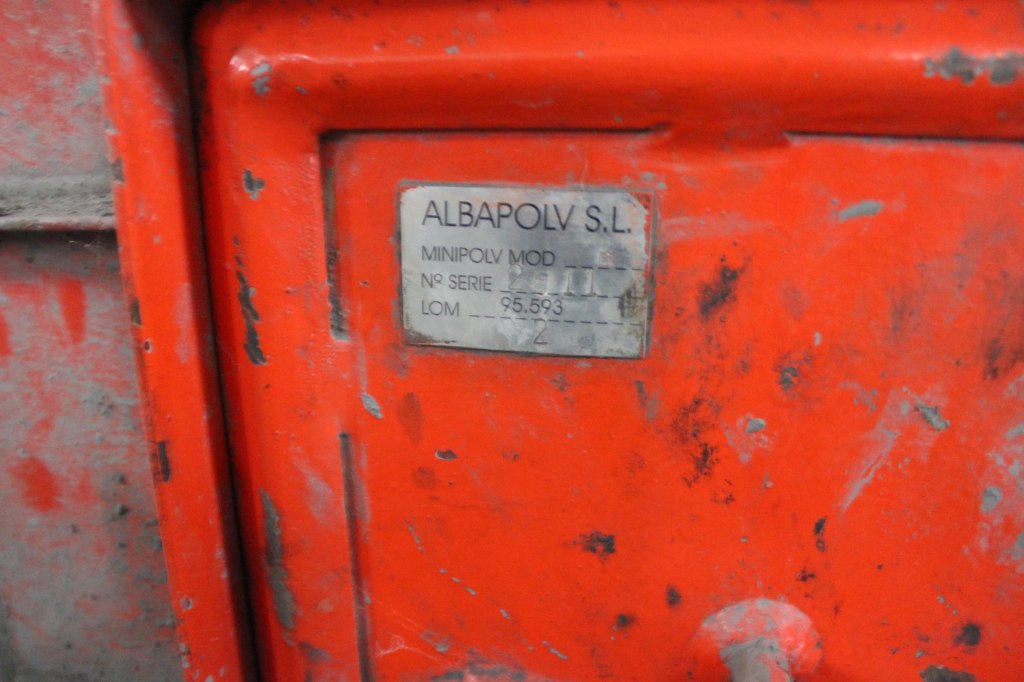 ALBAPOLV S.L.
MINIPOLV MOD
Nº SERIE
LOM 95.593
2